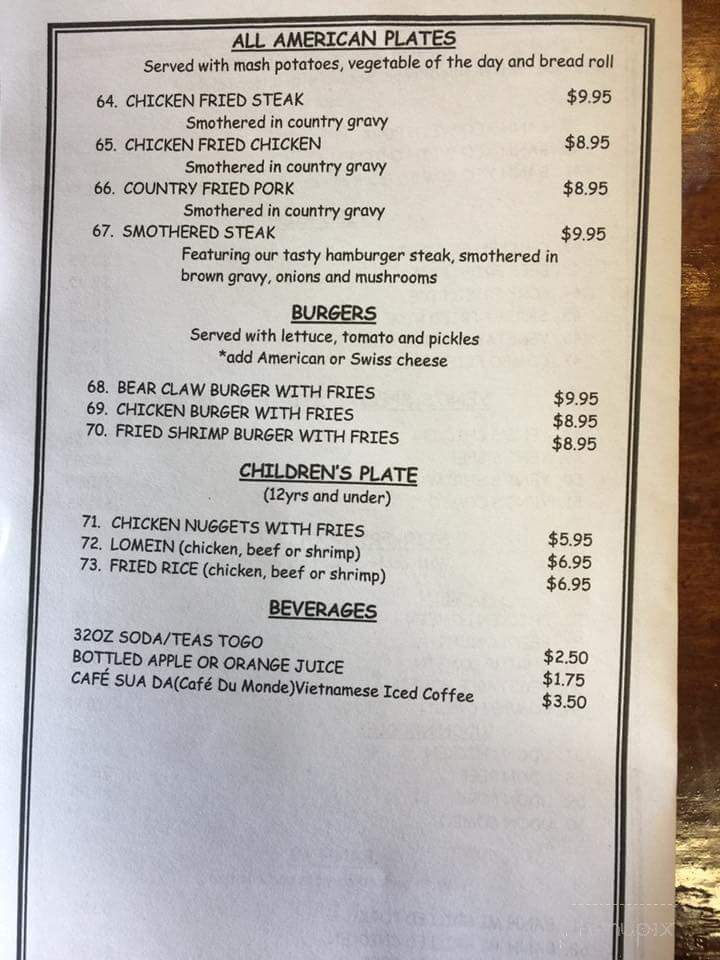 ALL AMERICAN PLATES
Served with mash potatoes, vegetable of the day and bread roll
64. CHICKEN FRIED STEAK $9.95
Smothered in country gravy
65. CHICKEN FRIED CHICKEN $8.95
Smothered in country gravy
66. COUNTRY FRIED PORK $8.95
Smothered in country gravy
67. SMOTHERED STEAK $9.95
Featuring our tasty hamburger steak, smothered in
brown gravy, onions and mushrooms
BURGERS
Served with lettuce, tomato and pickles
*add American or Swiss cheese
68. BEAR CLAW BURGER WITH FRIES $9.95
69. CHICKEN BURGER WITH FRIES $8.95
70. FRIED SHRIMP BURGER WITH FRIES $8.95
CHILDREN'S PLATE
(12yrs and under)
71. CHICKEN NUGGETS WITH FRIES $5.95
72. LOMEIN (chicken, beef or shrimp) $6.95
73. FRIED RICE (chicken, beef or shrimp) $6.95
BEVERAGES
32OZ SODA/TEAS TOGO $2.50
BOTTLED APPLE OR ORANGE JUICE $1.75
CAFÉ SUA DA(Café Du Monde)Vietnamese Iced Coffee $3.50